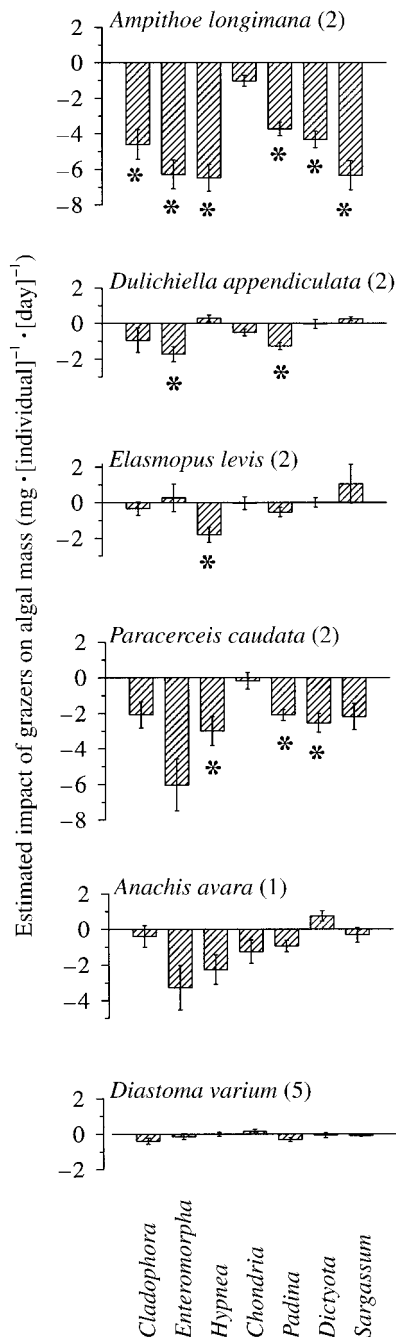 Estimated impact of grazers on algal mass (mg • [individual]⁻¹ • [day]⁻¹)
Ampithoe longimana (2)
2
0
−2
−4
−6
−8
* * * * * *
Dulichiella appendiculata (2)
2
0
−2
* *
Elasmopus levis (2)
2
0
−2
*
Paracerceis caudata (2)
2
0
−2
−4
−6
−8
* * *
Anachis avara (1)
2
0
−2
−4
Diastoma varium (5)
2
0
−2
Cladophora
Enteromorpha
Hypnea
Chondria
Padina
Dictyota
Sargassum